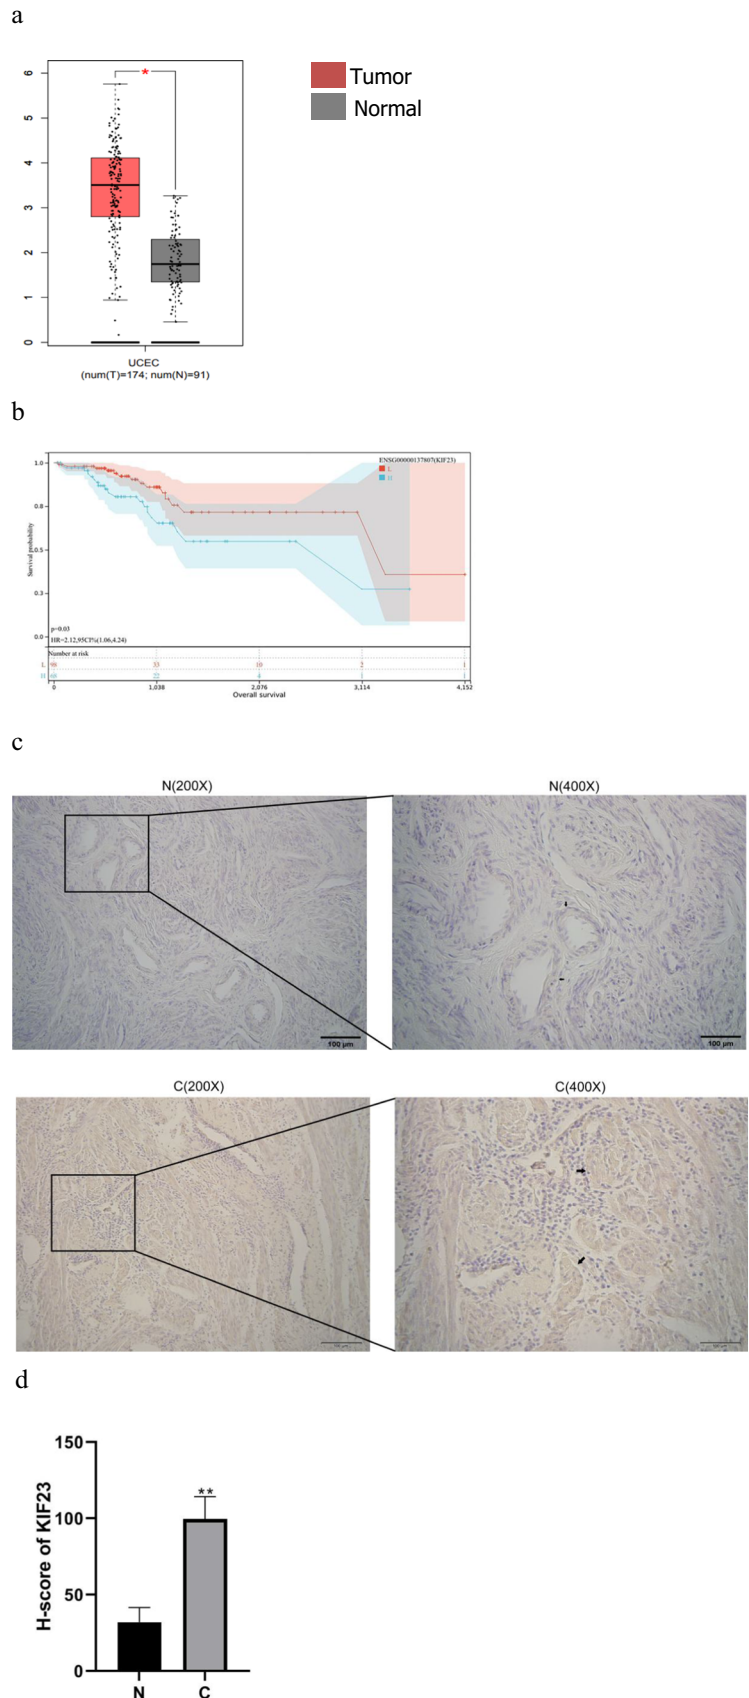 a
*
Tumor
Normal
6
5
4
3
2
1
0
UCEC
(num(T)=174; num(N)=91)
b
ENSG00000137807(KIF23)
L
H
1.0
0.8
0.5
0.3
0.0
Survival probability
p=0.03
HR=2.12,95CI%(1.06,4.24)
Number at risk
L 98 33 10 2 1
H 68 22 4 1 1
0 1,038 2,076 3,114 4,152
Overall survival
c
N(200X) N(400X)
100 μm 100 μm
C(200X) C(400X)
d
H-score of KIF23
150
100
50
0
**
N C